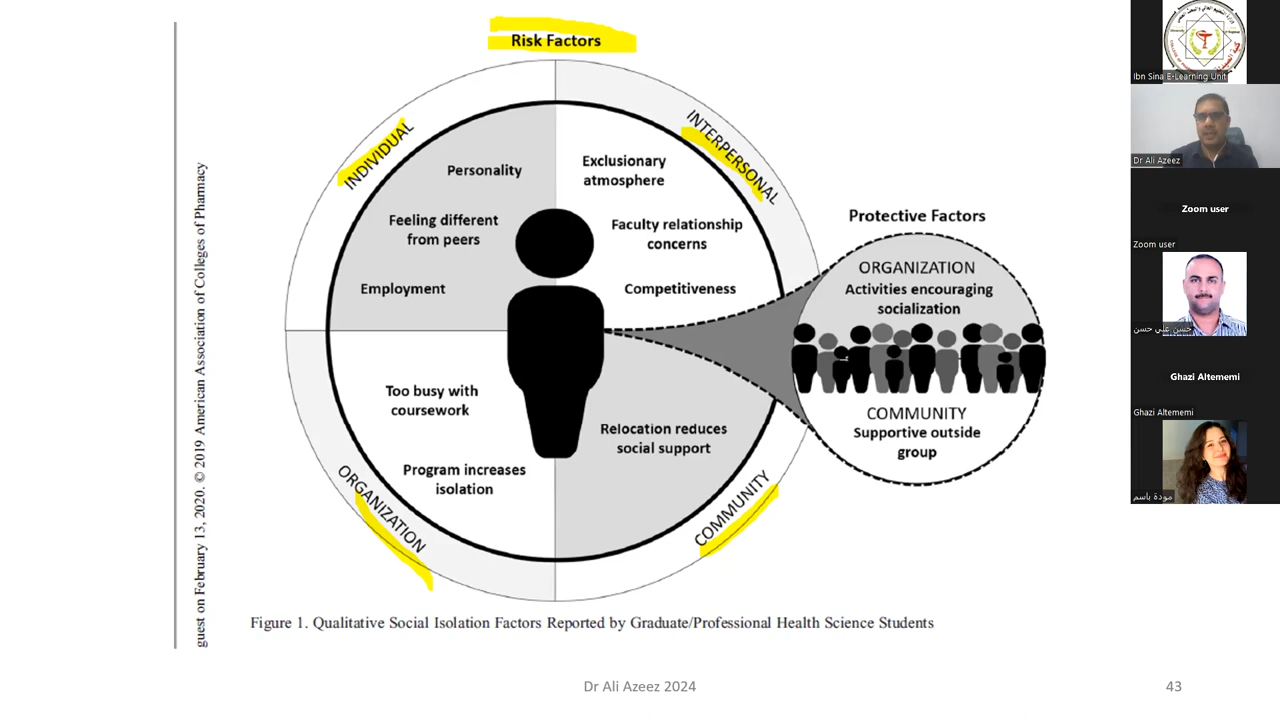 Risk Factors
INDIVIDUAL
INTERPERSONAL
Personality
Exclusionary
atmosphere
Feeling different
from peers
Faculty relationship
concerns
Employment
Competitiveness
Too busy with
coursework
Relocation reduces
social support
Program increases
isolation
ORGANIZATION
COMMUNITY
Protective Factors
ORGANIZATION
Activities encouraging
socialization
COMMUNITY
Supportive outside
group
guest on February 13, 2020. © 2019 American Association of Colleges of Pharmacy
Figure 1. Qualitative Social Isolation Factors Reported by Graduate/Professional Health Science Students
Dr Ali Azeez 2024
43
Ibn Sina E-Learning Unit
Dr Ali Azeez
Zoom user
Zoom user
حسن علي حسن
Ghazi Altememi
Ghazi Altememi
مودة باسم